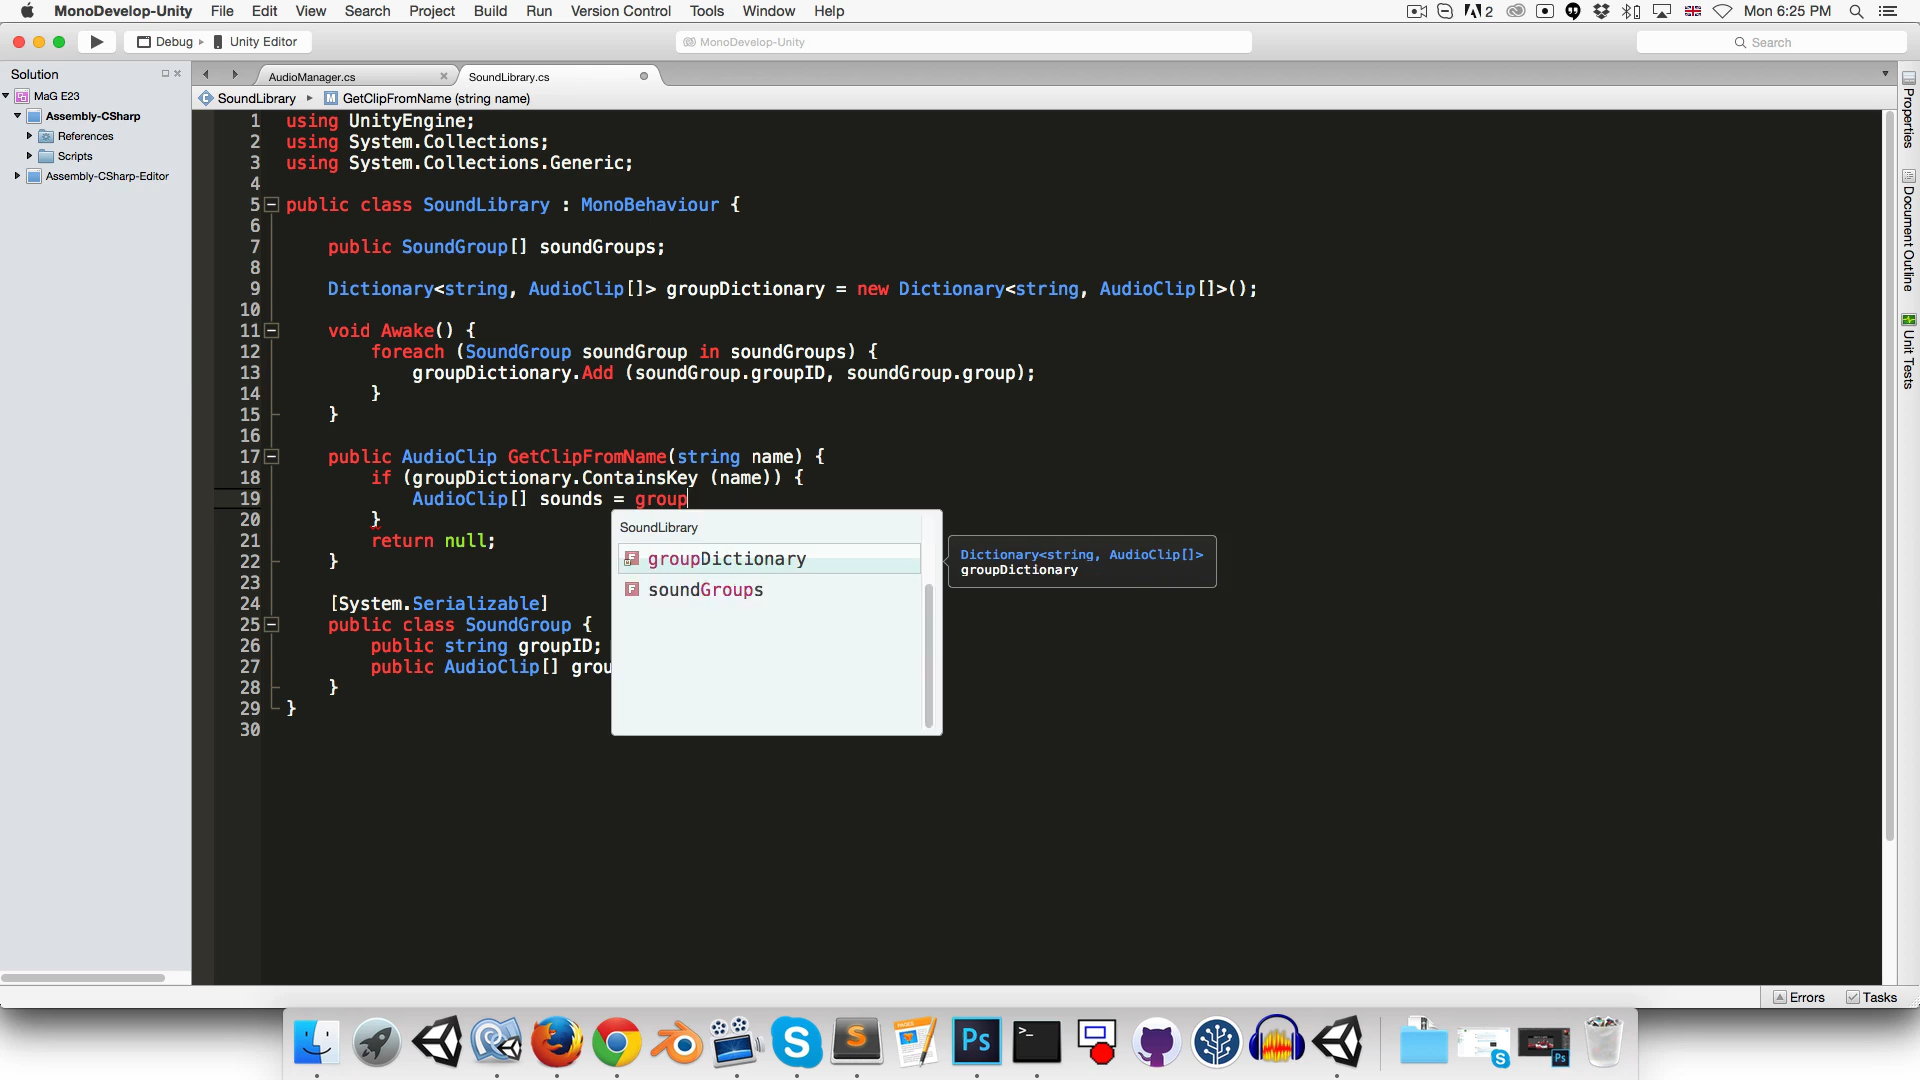 MonoDevelop-Unity File Edit View Search Project Build Run Version Control Tools Window Help 2 Mon 6:25 PM
Debug Unity Editor MonoDevelop-Unity Search
Solution
MaG E23
Assembly-CSharp
References
Scripts
Assembly-CSharp-Editor
AudioManager.cs SoundLibrary.cs
SoundLibrary GetClipFromName (string name)
1 using UnityEngine;
2 using System.Collections;
3 using System.Collections.Generic;
4
5 public class SoundLibrary : MonoBehaviour {
6
7 public SoundGroup[] soundGroups;
8
9 Dictionary<string, AudioClip[]> groupDictionary = new Dictionary<string, AudioClip[]>();
10
11 void Awake() {
12 foreach (SoundGroup soundGroup in soundGroups) {
13 groupDictionary.Add (soundGroup.groupID, soundGroup.group);
14 }
15 }
16
17 public AudioClip GetClipFromName(string name) {
18 if (groupDictionary.ContainsKey (name)) {
19 AudioClip[] sounds = group
20 }
21 return null;
22 }
23
24 [System.Serializable]
25 public class SoundGroup {
26 public string groupID;
27 public AudioClip[] grou
28 }
29 }
30
SoundLibrary
groupDictionary
soundGroups
Dictionary<string, AudioClip[]>
groupDictionary
Properties
Document Outline
Unit Tests
Errors Tasks
Ps
Ps